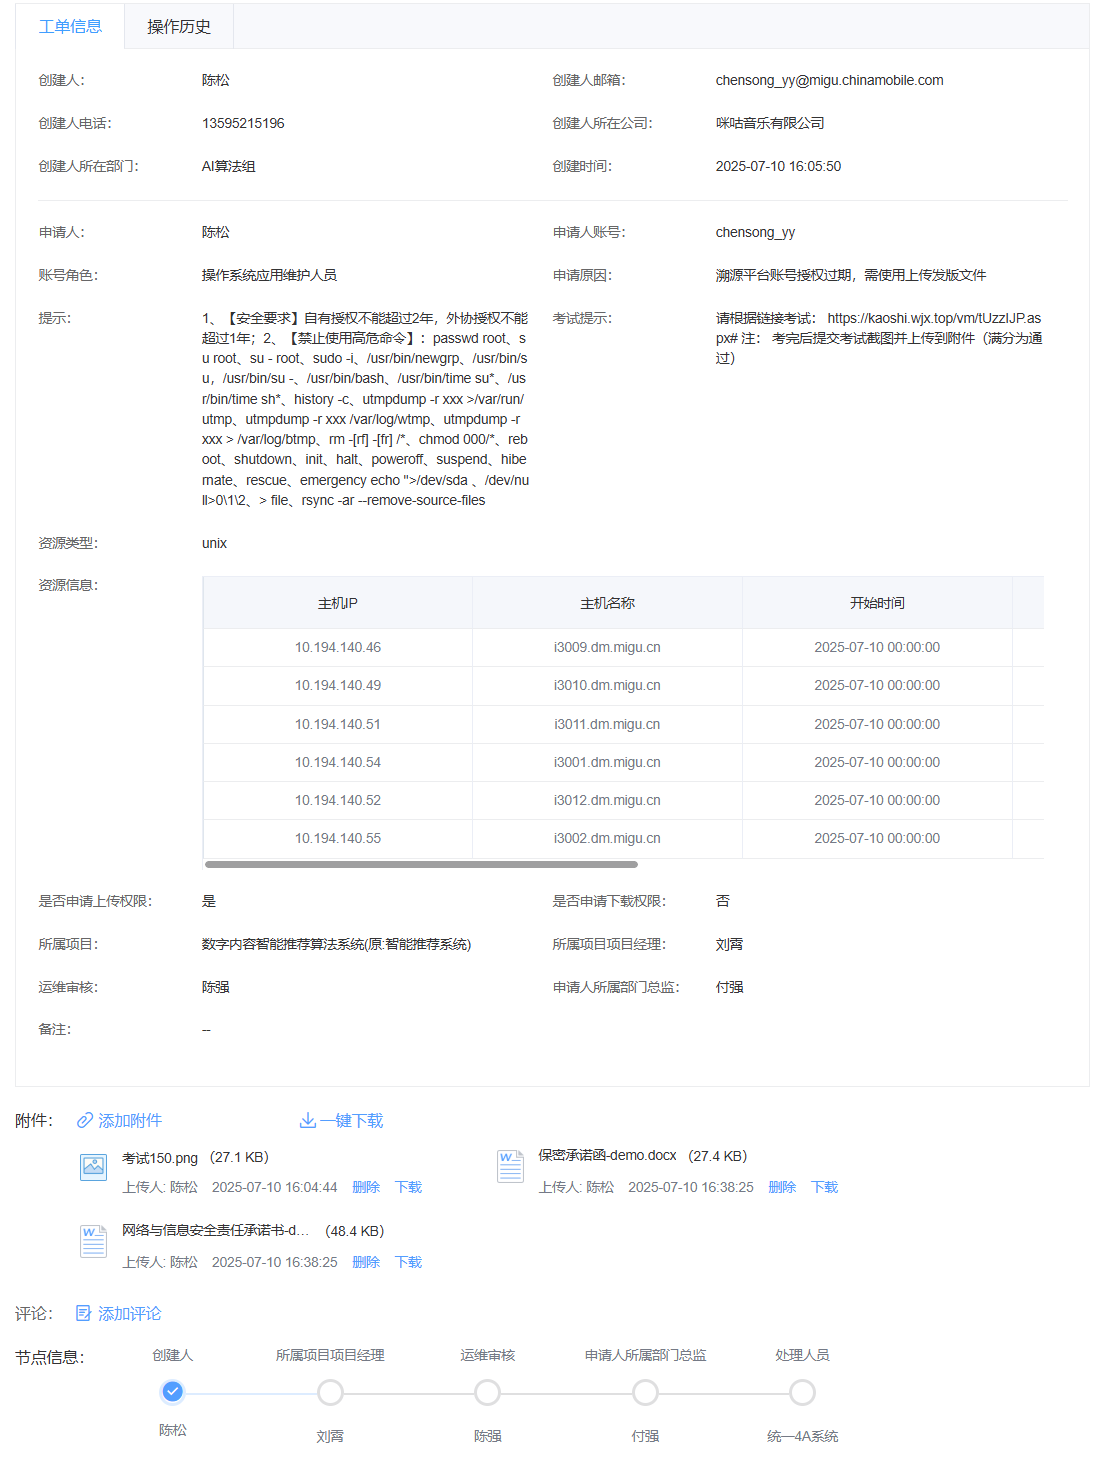 工单信息 操作历史
创建人： 陈松 创建人邮箱： chensong_yy@migu.chinamobile.com
创建人电话： 13595215196 创建人所在公司： 咪咕音乐有限公司
创建人所在部门： AI算法组 创建时间： 2025-07-10 16:05:50
申请人： 陈松 申请人账号： chensong_yy
账号角色： 操作系统应用维护人员 申请原因： 溯源平台账号授权过期，需使用上传发版文件
提示：
1、【安全要求】自有授权不能超过2年，外协授权不能
超过1年；2、【禁止使用高危命令】：passwd root、s
u root、su - root、sudo -i、/usr/bin/newgrp、/usr/bin/s
u，/usr/bin/su -、/usr/bin/bash、/usr/bin/time su*、/us
r/bin/time sh*、history -c、utmpdump -r xxx >/var/run/
utmp、utmpdump -r xxx /var/log/wtmp、utmpdump -r
xxx > /var/log/btmp、rm -[rf] -[fr] /*、chmod 000/*、reb
oot、shutdown、init、halt、poweroff、suspend、hibe
rnate、rescue、emergency echo ''>/dev/sda 、/dev/nu
ll>0\1\2、> file、rsync -ar --remove-source-files
考试提示：
请根据链接考试： https://kaoshi.wjx.top/vm/tUzzIJP.as
px# 注： 考完后提交考试截图并上传到附件（满分为通
过）
资源类型： unix
资源信息：
主机IP 主机名称 开始时间
10.194.140.46 i3009.dm.migu.cn 2025-07-10 00:00:00
10.194.140.49 i3010.dm.migu.cn 2025-07-10 00:00:00
10.194.140.51 i3011.dm.migu.cn 2025-07-10 00:00:00
10.194.140.54 i3001.dm.migu.cn 2025-07-10 00:00:00
10.194.140.52 i3012.dm.migu.cn 2025-07-10 00:00:00
10.194.140.55 i3002.dm.migu.cn 2025-07-10 00:00:00
是否申请上传权限： 是 是否申请下载权限： 否
所属项目： 数字内容智能推荐算法系统(原:智能推荐系统) 所属项目项目经理： 刘霄
运维审核： 陈强 申请人所属部门总监： 付强
备注： --
附件： 添加附件 一键下载
考试150.png （27.1 KB）
上传人: 陈松 2025-07-10 16:04:44 删除 下载
保密承诺函-demo.docx （27.4 KB）
上传人: 陈松 2025-07-10 16:38:25 删除 下载
网络与信息安全责任承诺书-d... （48.4 KB）
上传人: 陈松 2025-07-10 16:38:25 删除 下载
评论： 添加评论
节点信息： 创建人 所属项目项目经理 运维审核 申请人所属部门总监 处理人员
陈松 刘霄 陈强 付强 统一4A系统